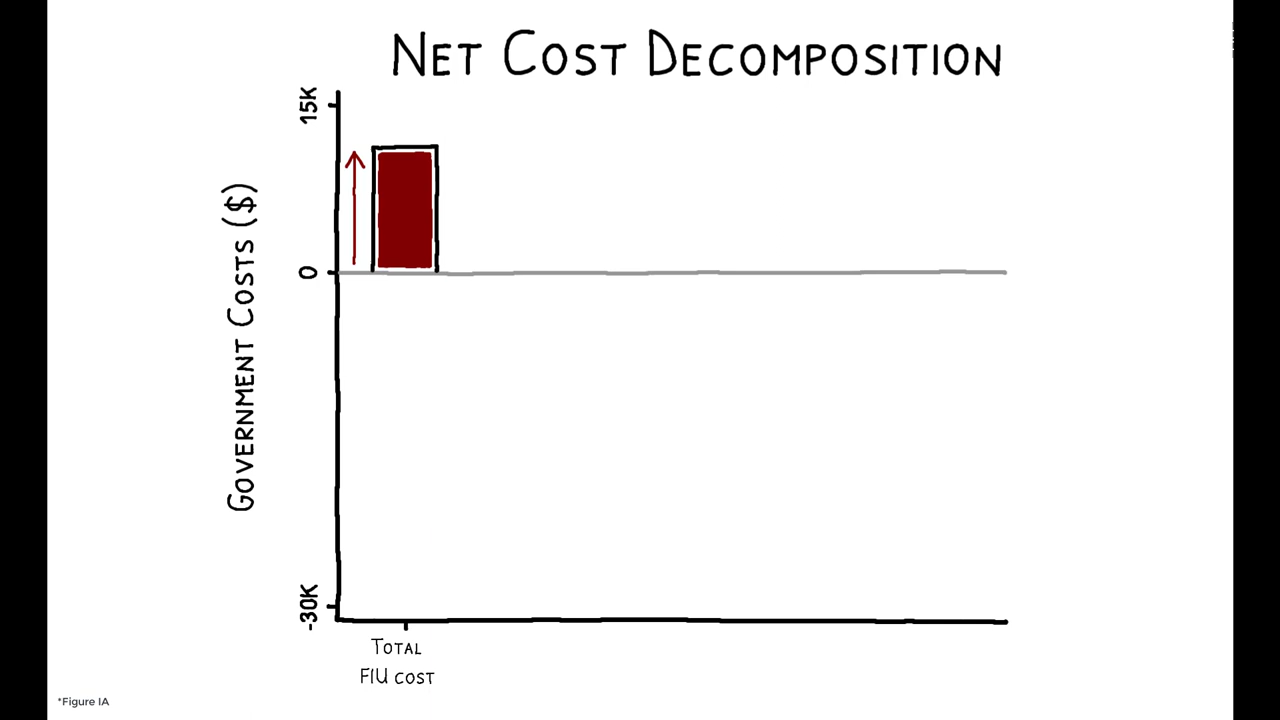 NET COST DECOMPOSITION
15K
0
-30K
GOVERNMENT COSTS ($)
TOTAL
FIU COST
*Figure IA